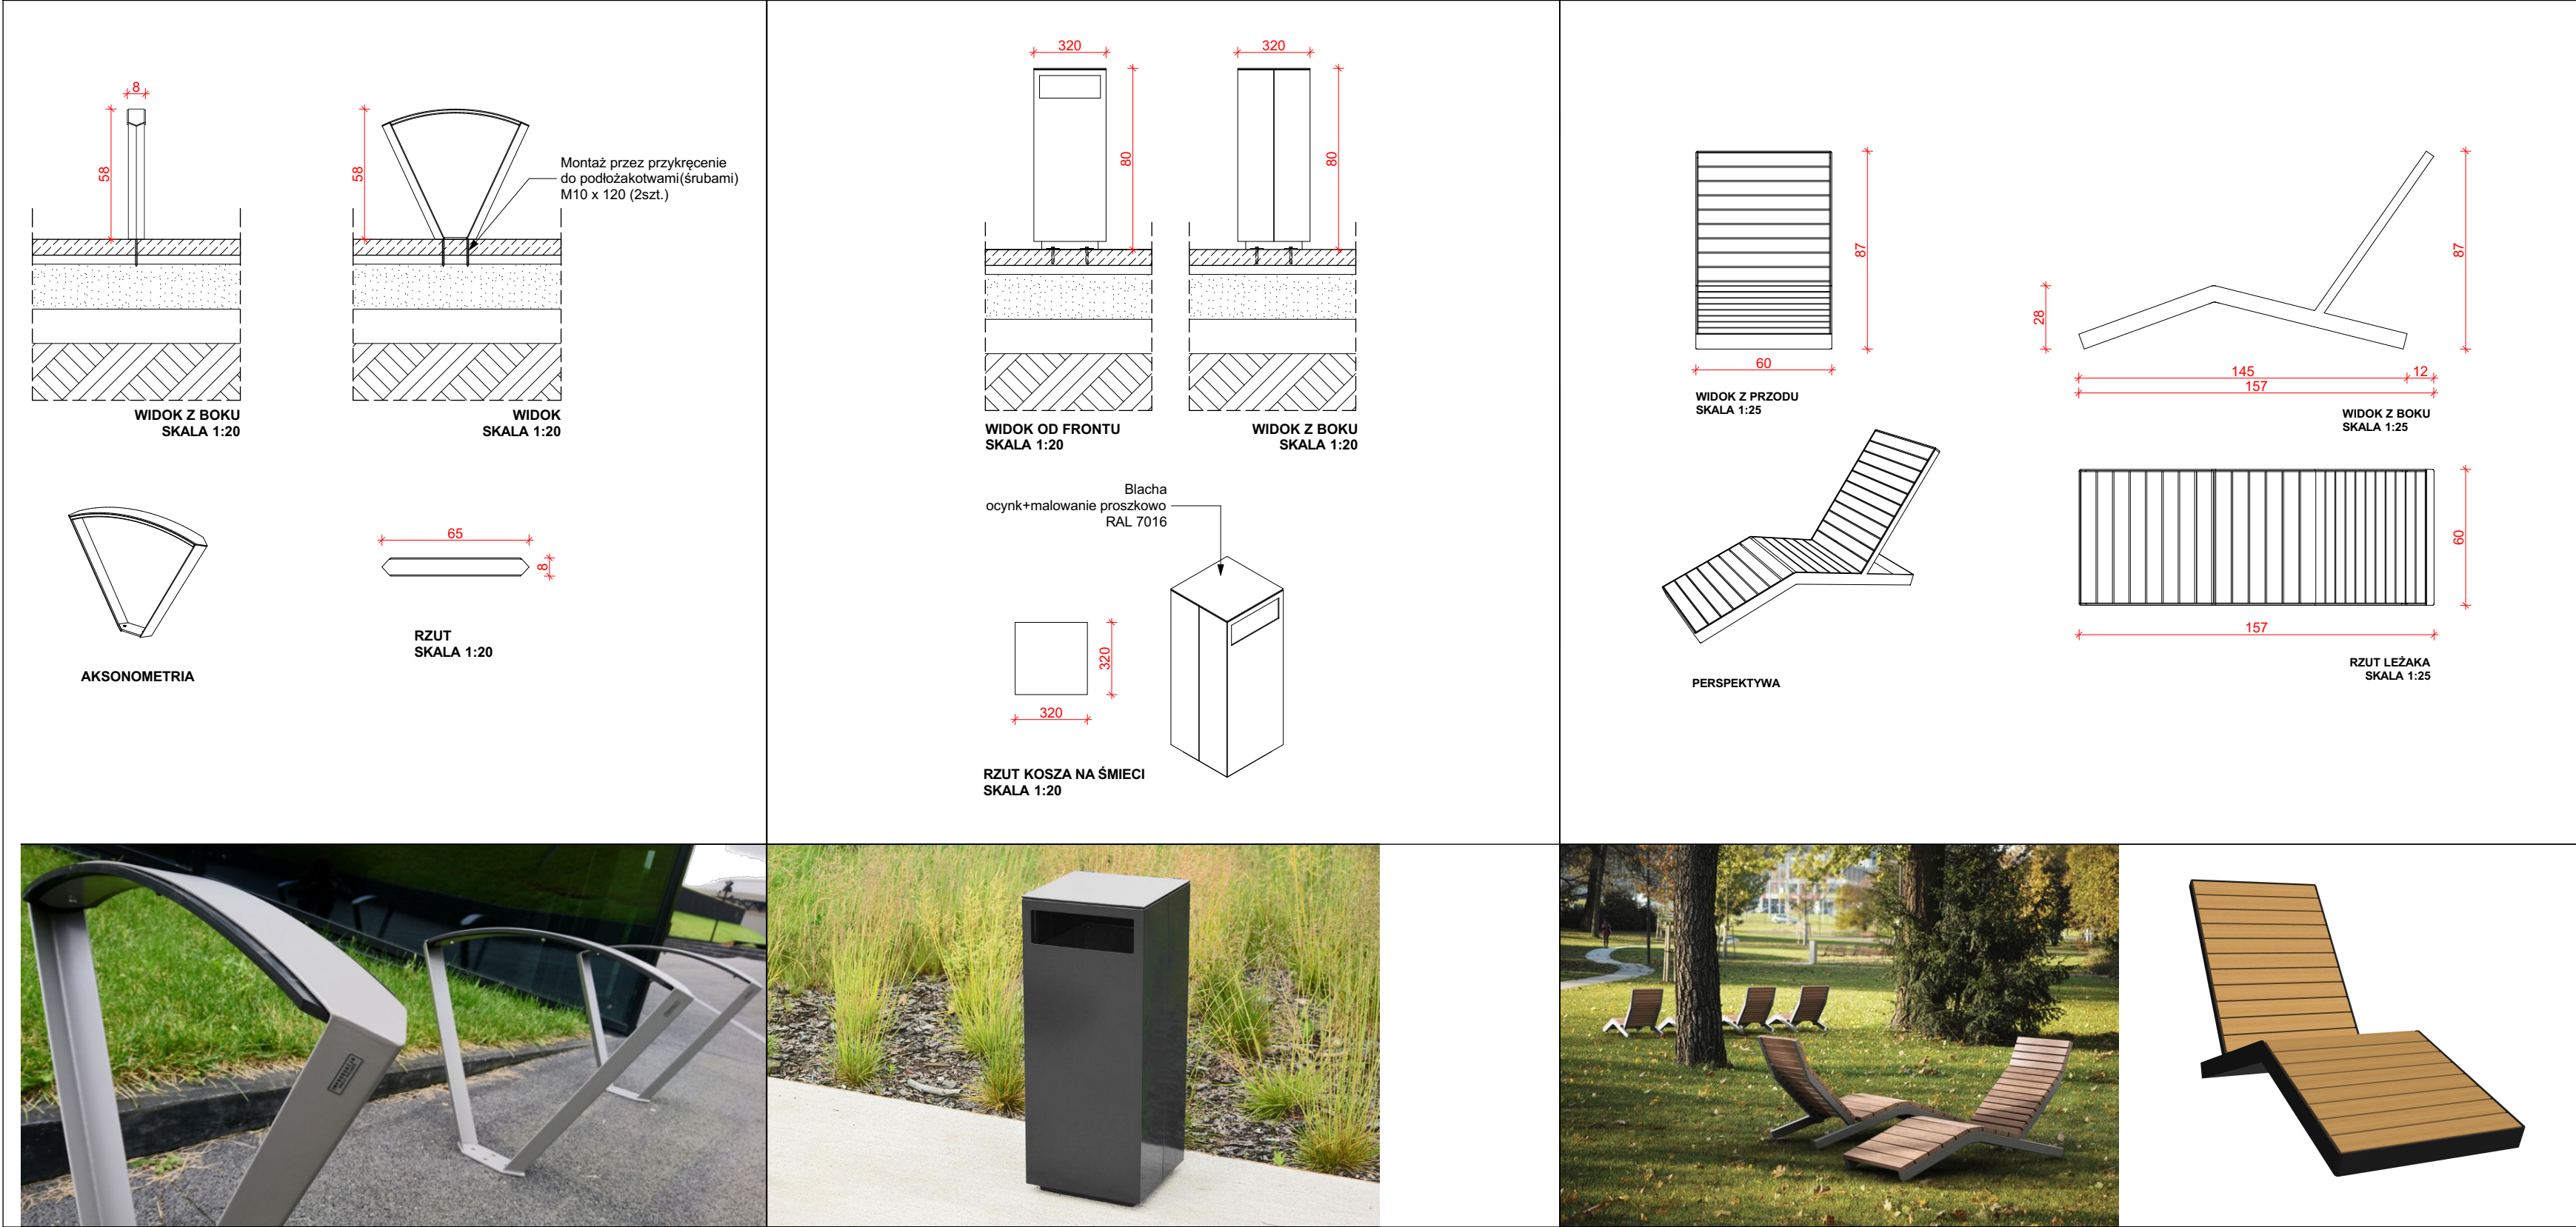 8
58
WIDOK Z BOKU
SKALA 1:20
58
Montaż przez przykręcenie
do podłożakotwami(śrubami)
M10 x 120 (2szt.)
WIDOK
SKALA 1:20
AKSONOMETRIA
65
8
RZUT
SKALA 1:20
320
80
WIDOK OD FRONTU
SKALA 1:20
320
80
WIDOK Z BOKU
SKALA 1:20
Blacha
ocynk+malowanie proszkowo
RAL 7016
320
320
RZUT KOSZA NA ŚMIECI
SKALA 1:20
87
60
WIDOK Z PRZODU
SKALA 1:25
28
87
145
12
157
WIDOK Z BOKU
SKALA 1:25
PERSPEKTYWA
60
157
RZUT LEŻAKA
SKALA 1:25